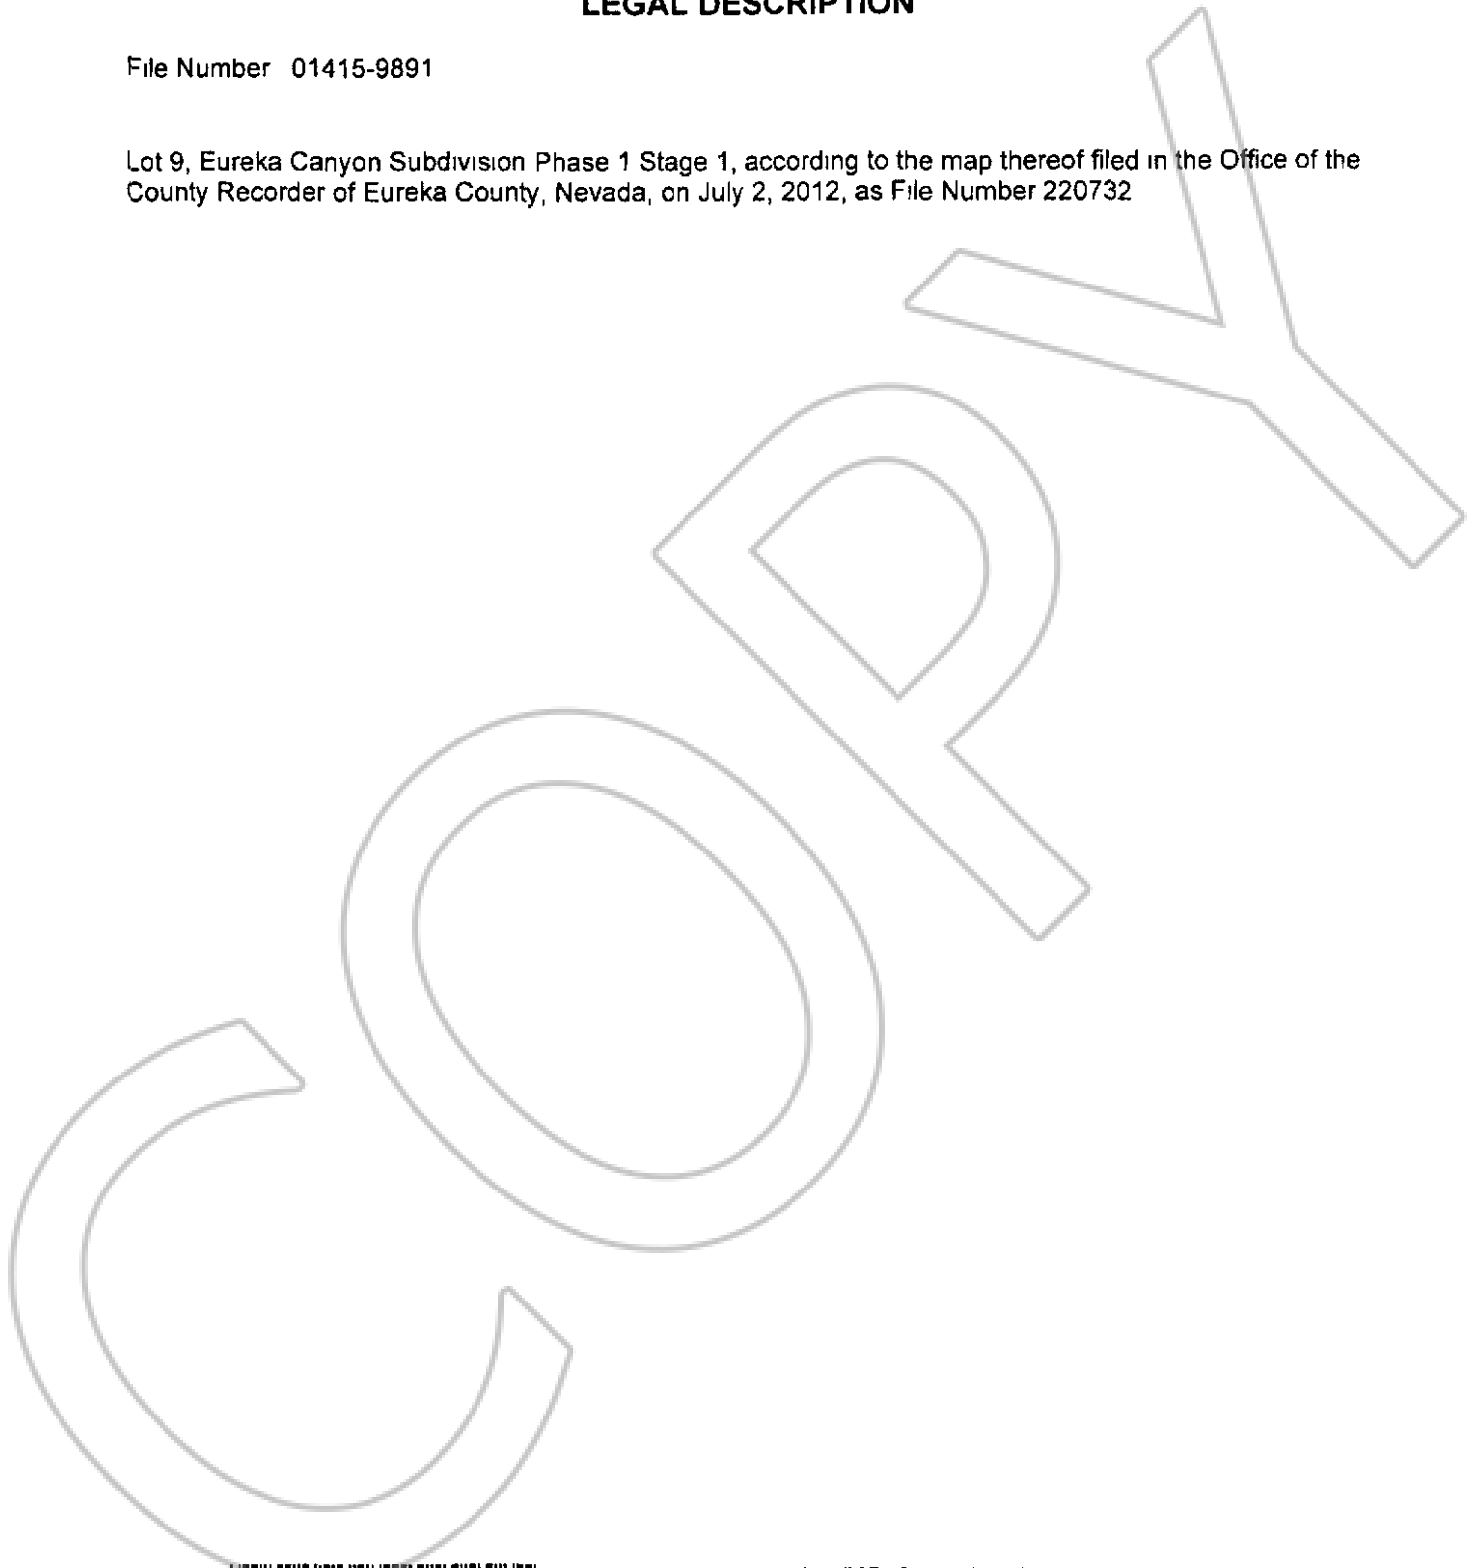 LEGAL DESCRIPTION
File Number 01415-9891
Lot 9, Eureka Canyon Subdivision Phase 1 Stage 1, according to the map thereof filed in the Office of the
County Recorder of Eureka County, Nevada, on July 2, 2012, as File Number 220732
COPY